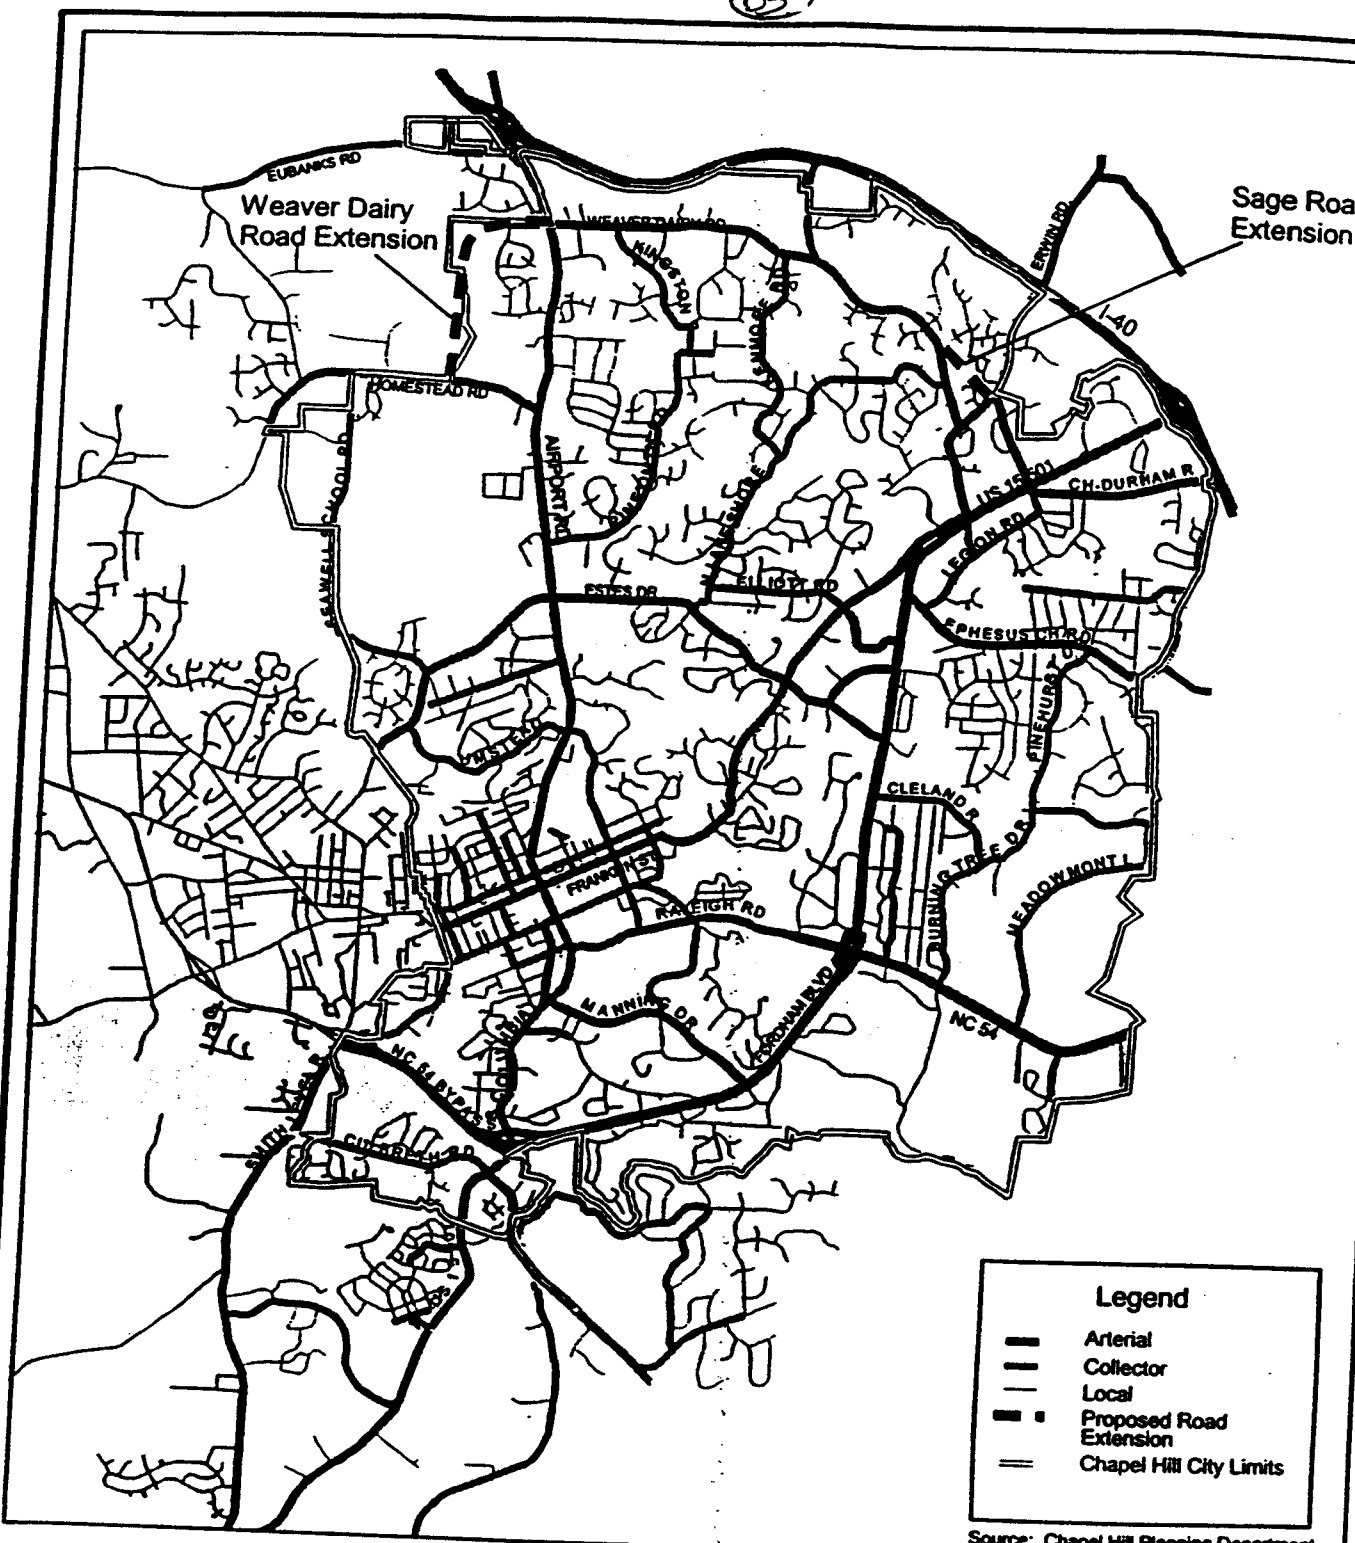 EUBANKS RD
Weaver Dairy
Road Extension
WEAVER DAIRY RD
KINGSTON
ERWIN RD.
Sage Roa
Extension
I-40
HOMESTEAD RD
AIRPORT RD
US 15-501
CH-DURHAM R
LEGION RD
ESTES DR
ELLIOTT RD
EPHESUS CH RD
PINEHURST
UMSTEAD
CLELAND R
BURNING TREE DR
MEADOWMONT L
FRANKLIN ST
RALEIGH RD
MANNING DR
FORDHAM BLVD
NC 54
NC 54 BYPASS
S COLUMBIA
SMITH LEVEL R
CULBRETH RD
Legend
Arterial
Collector
Local
Proposed Road
Extension
Chapel Hill City Limits
Source: Chapel Hill Planning Department